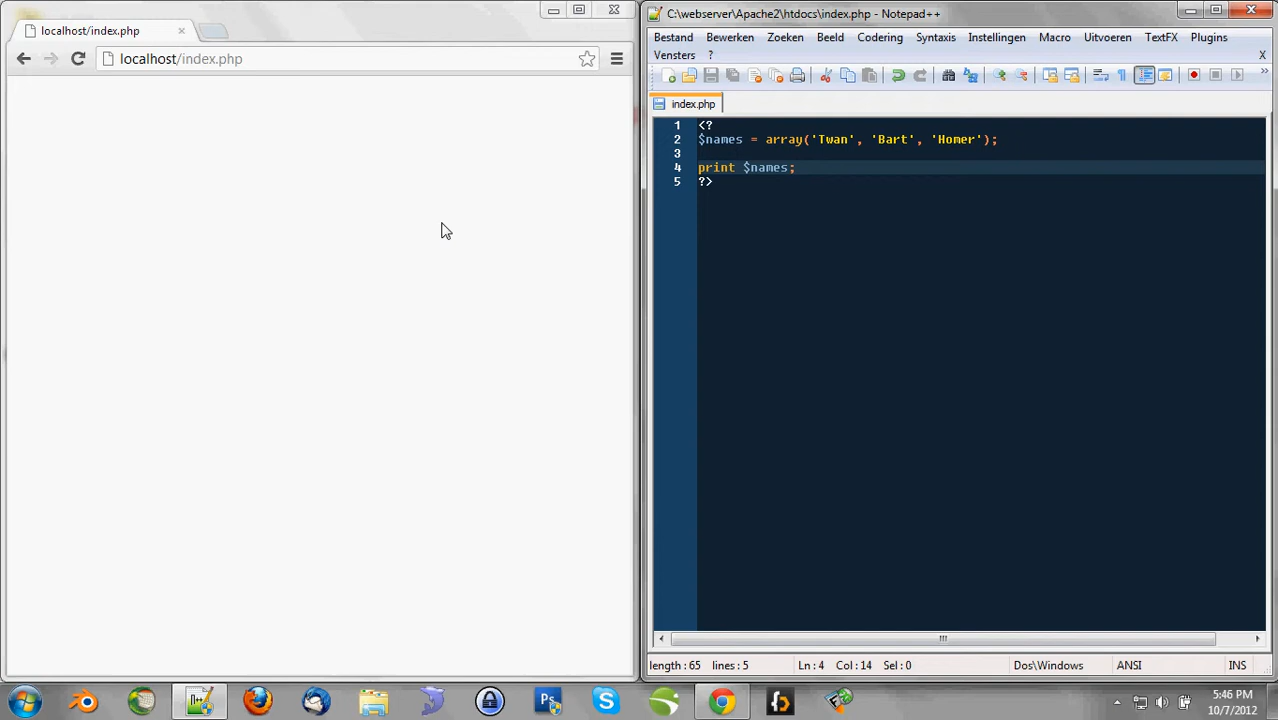 localhost/index.php
localhost/index.php
C:\webserver\Apache2\htdocs\index.php - Notepad++
Bestand Bewerken Zoeken Beeld Codering Syntaxis Instellingen Macro Uitvoeren TextFX Plugins
Vensters ? X
index.php
1 <?
2 $names = array('Twan', 'Bart', 'Homer');
3
4 print $names;
5 ?>
length: 65 lines: 5 Ln: 4 Col: 14 Sel: 0 Dos\Windows ANSI INS
5:46 PM
10/7/2012